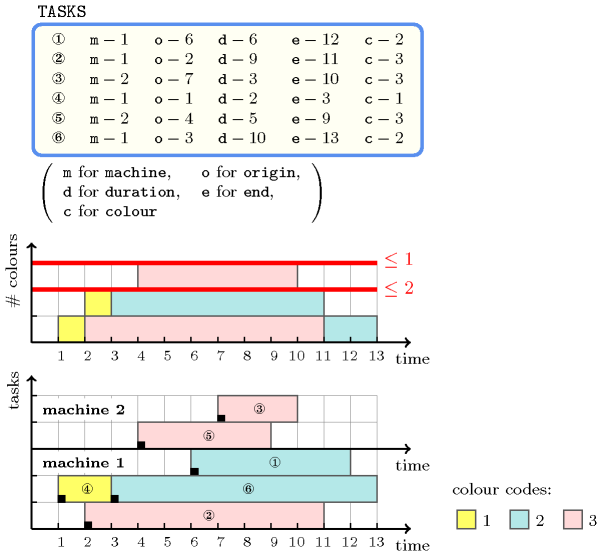 TASKS
① m − 1 o − 6 d − 6 e − 12 c − 2
② m − 1 o − 2 d − 9 e − 11 c − 3
③ m − 2 o − 7 d − 3 e − 10 c − 3
④ m − 1 o − 1 d − 2 e − 3 c − 1
⑤ m − 2 o − 4 d − 5 e − 9 c − 3
⑥ m − 1 o − 3 d − 10 e − 13 c − 2
m for machine, o for origin,
d for duration, e for end,
c for colour
# colours
≤ 1
≤ 2
1 2 3 4 5 6 7 8 9 10 11 12 13
time
tasks
machine 2
③
⑤
time
machine 1
①
④ ⑥
②
1 2 3 4 5 6 7 8 9 10 11 12 13
time
colour codes:
1 2 3